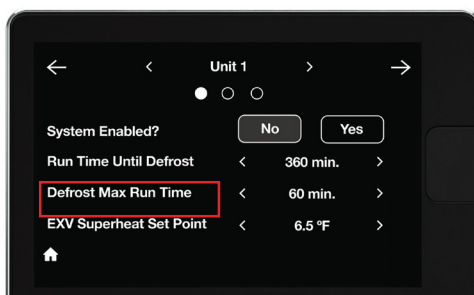 Unit 1
System Enabled? No Yes
Run Time Until Defrost < 360 min. >
Defrost Max Run Time < 60 min. >
EXV Superheat Set Point < 6.5 ºF >